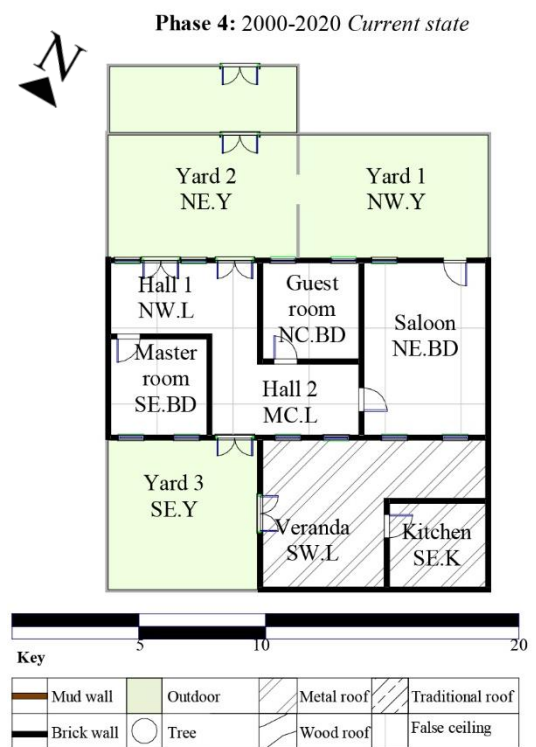 Phase 4: 2000-2020 Current state
N
Yard 2
NE.Y
Yard 1
NW.Y
Hall 1
NW.L
Guest
room
NC.BD
Saloon
NE.BD
Master
room
SE.BD
Hall 2
MC.L
Yard 3
SE.Y
Veranda
SW.L
Kitchen
SE.K
5 10 20
Key
Mud wall Outdoor Metal roof Traditional roof
Brick wall Tree Wood roof False ceiling